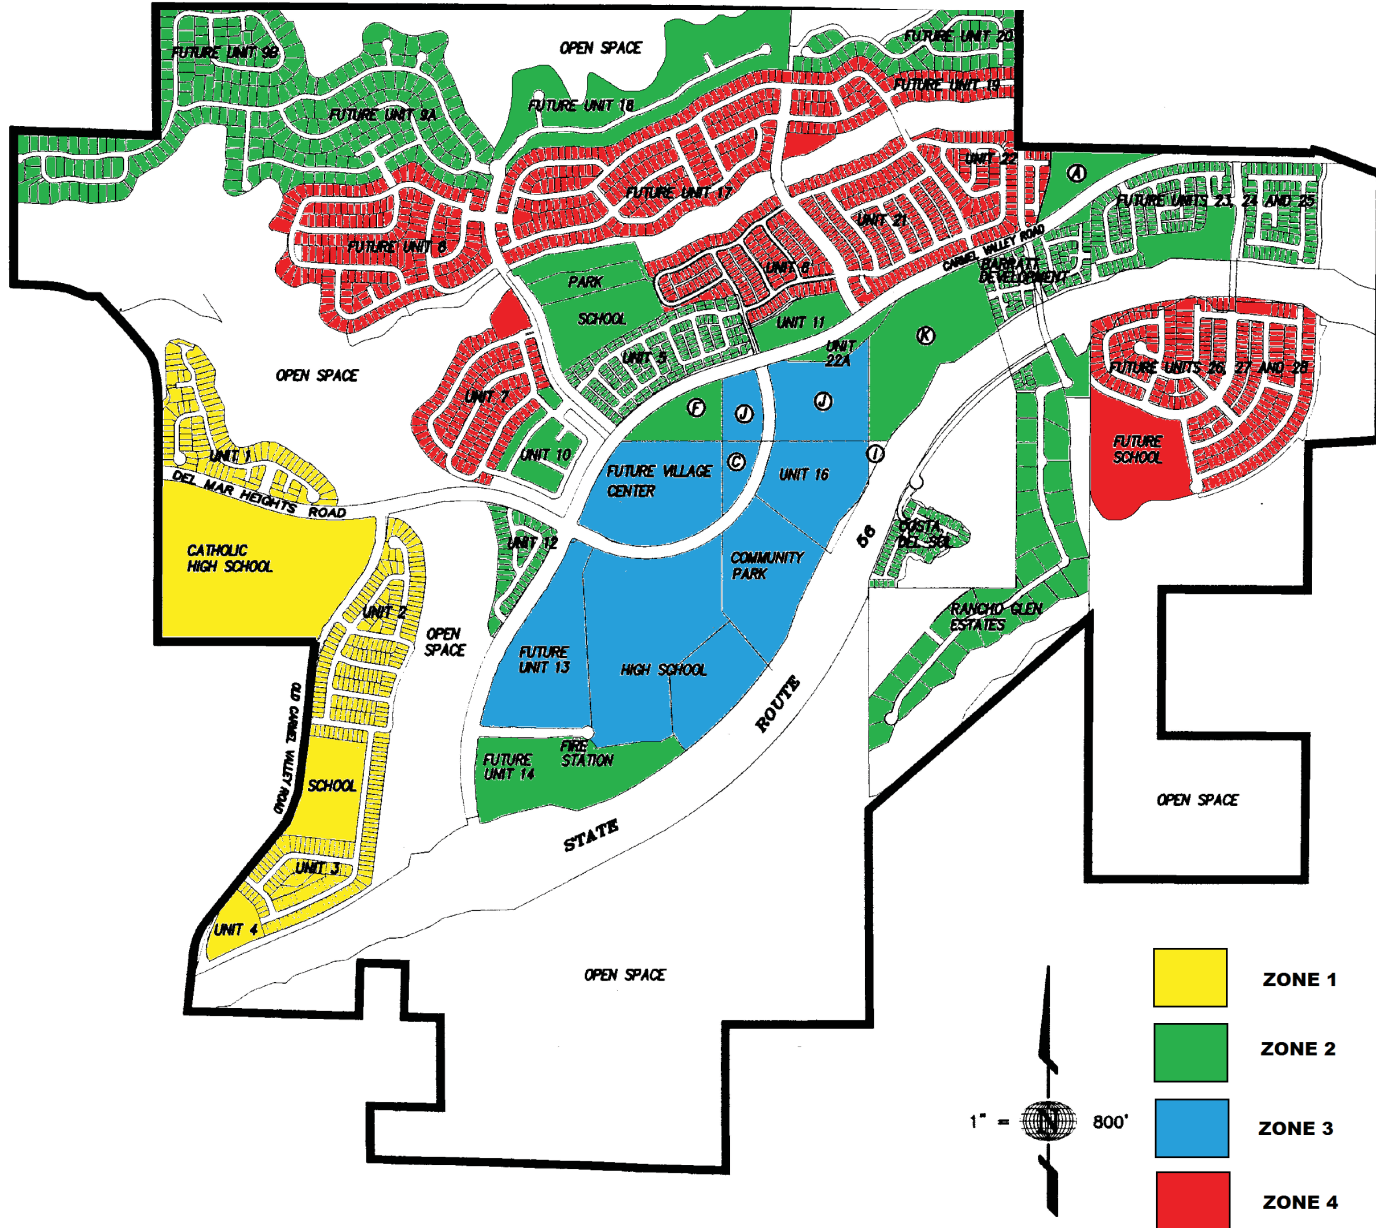 FUTURE UNIT 9B
OPEN SPACE
FUTURE UNIT 20
FUTURE UNIT 9A
FUTURE UNIT 18
FUTURE UNIT 19
UNIT 22
A
FUTURE UNIT 17
FUTURE UNITS 23, 24 AND 25
UNIT 21
FUTURE UNIT 8
CARMEL VALLEY ROAD
UNIT 6
BARRATT
DEVELOPMENT
PARK
SCHOOL
UNIT 11
K
UNIT 5
UNIT
22A
OPEN SPACE
FUTURE UNITS 26, 27 AND 28
UNIT 7
F
J
J
FUTURE
SCHOOL
UNIT 1
UNIT 10
FUTURE VILLAGE
CENTER
C
UNIT 16
I
DEL MAR HEIGHTS ROAD
CATHOLIC
HIGH SCHOOL
UNIT 12
COMMUNITY
PARK
56
COSTA
DEL SOL
UNIT 2
OPEN
SPACE
RANCHO GLEN
ESTATES
FUTURE
UNIT 13
HIGH SCHOOL
OLD CARMEL VALLEY ROAD
ROUTE
FIRE
STATION
FUTURE
UNIT 14
SCHOOL
OPEN SPACE
STATE
UNIT 3
UNIT 4
OPEN SPACE
ZONE 1
ZONE 2
1" = N 800'
ZONE 3
ZONE 4